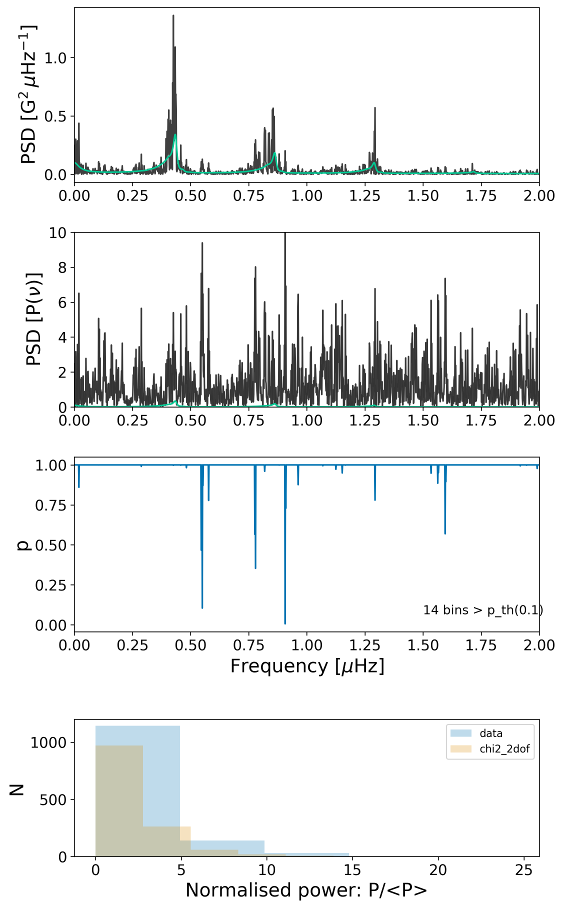 PSD [G² μHz⁻¹]
1.0
0.5
0.0
0.00 0.25 0.50 0.75 1.00 1.25 1.50 1.75 2.00
PSD [P(ν)]
10
8
6
4
2
0
0.00 0.25 0.50 0.75 1.00 1.25 1.50 1.75 2.00
p
1.00
0.75
0.50
0.25
0.00
14 bins > p_th(0.1)
0.00 0.25 0.50 0.75 1.00 1.25 1.50 1.75 2.00
Frequency [μHz]
N
1000
500
0
data
chi2_2dof
0 5 10 15 20 25
Normalised power: P/<P>